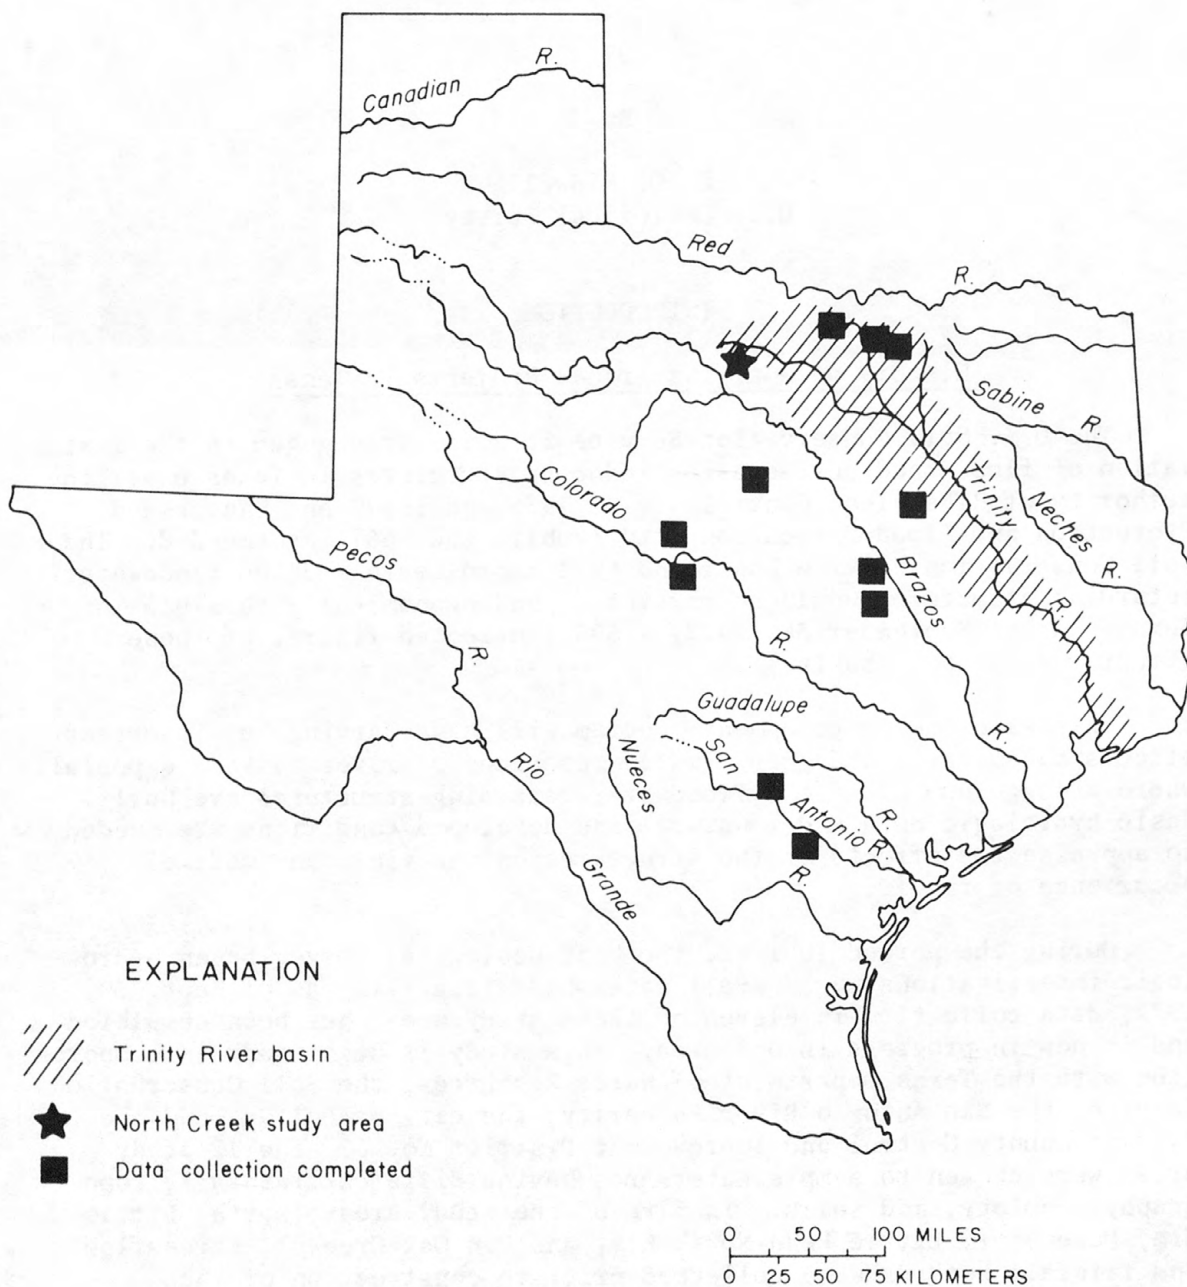 Canadian R.
Red R.
Sabine R.
Trinity R.
Neches R.
Colorado R.
Brazos R.
Pecos R.
Guadalupe R.
San Antonio R.
Nueces R.
Rio Grande
EXPLANATION
Trinity River basin
North Creek study area
Data collection completed
0 50 100 MILES
0 25 50 75 KILOMETERS